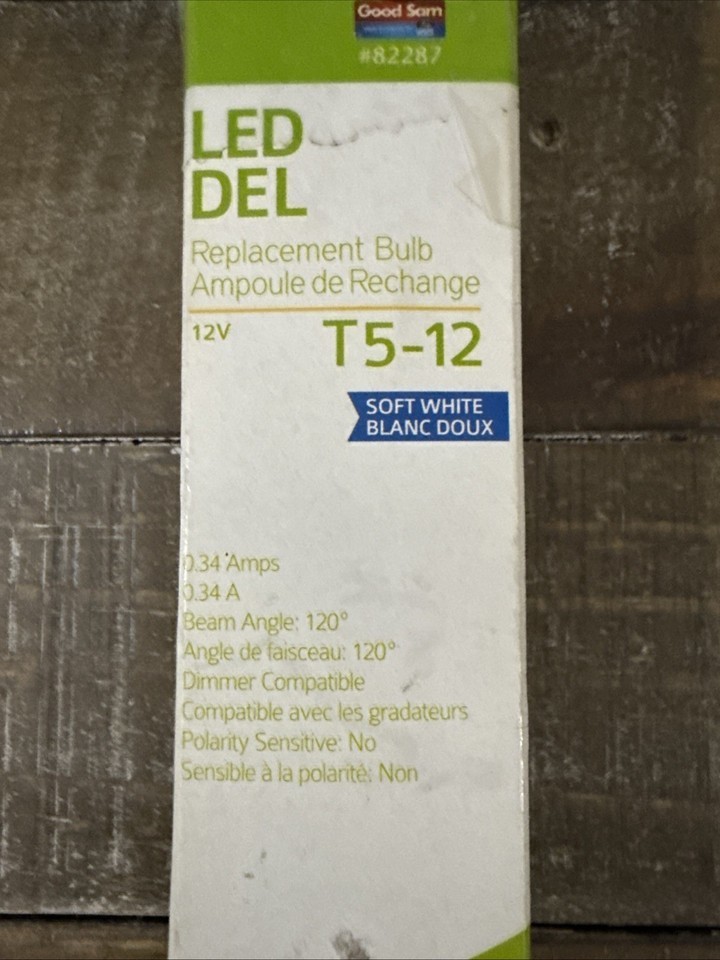 Good Sam
#82287
LED
DEL
Replacement Bulb
Ampoule de Rechange
12V
T5-12
SOFT WHITE
BLANC DOUX
0.34 Amps
0.34 A
Beam Angle: 120°
Angle de faisceau: 120°
Dimmer Compatible
Compatible avec les gradateurs
Polarity Sensitive: No
Sensible à la polarité: Non